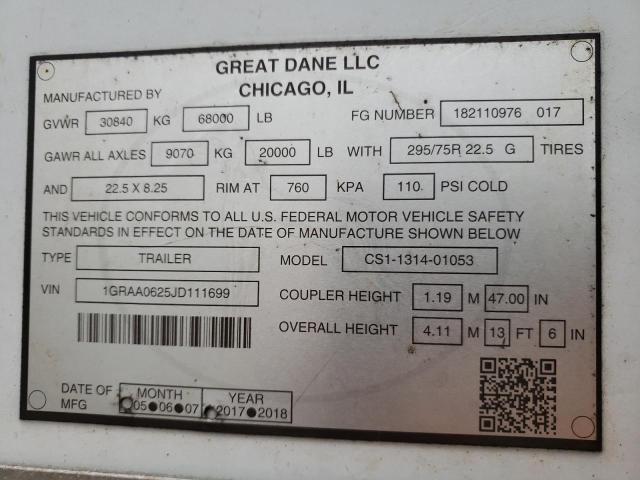 GREAT DANE LLC
MANUFACTURED BY CHICAGO, IL
GVWR 30840 KG 68000 LB FG NUMBER 182110976 017
GAWR ALL AXLES 9070 KG 20000 LB WITH 295/75R 22.5 G TIRES
AND 22.5 X 8.25 RIM AT 760 KPA 110 PSI COLD
THIS VEHICLE CONFORMS TO ALL U.S. FEDERAL MOTOR VEHICLE SAFETY
STANDARDS IN EFFECT ON THE DATE OF MANUFACTURE SHOWN BELOW
TYPE TRAILER MODEL CS1-1314-01053
VIN 1GRAA0625JD111699 COUPLER HEIGHT 1.19 M 47.00 IN
OVERALL HEIGHT 4.11 M 13 FT 6 IN
DATE OF MFG MONTH YEAR
05 06 07 2017 2018